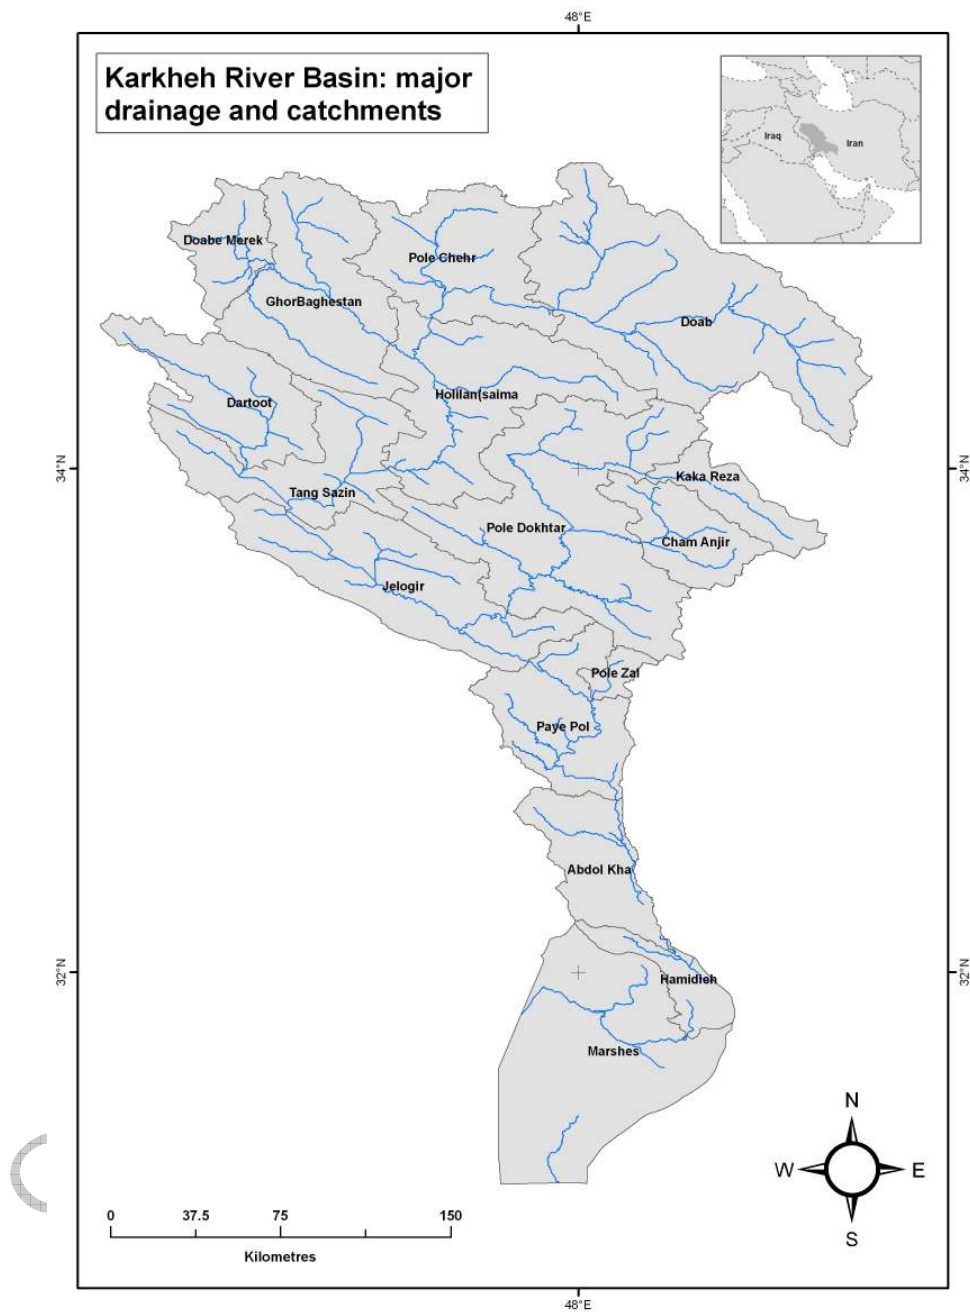 48°E
Karkheh River Basin: major
drainage and catchments
Iraq
Iran
Doabe Merek
Pole Chehr
GhorBaghestan
Doab
Holilan(saima
Dartoot
34°N
34°N
Kaka Reza
Tang Sazin
Pole Dokhtar
Cham Anjir
Jelogir
Pole Zal
Paye Pol
Abdol Kha
32°N
32°N
Hamidieh
Marshes
N
W
E
S
0 37.5 75 150
Kilometres
48°E